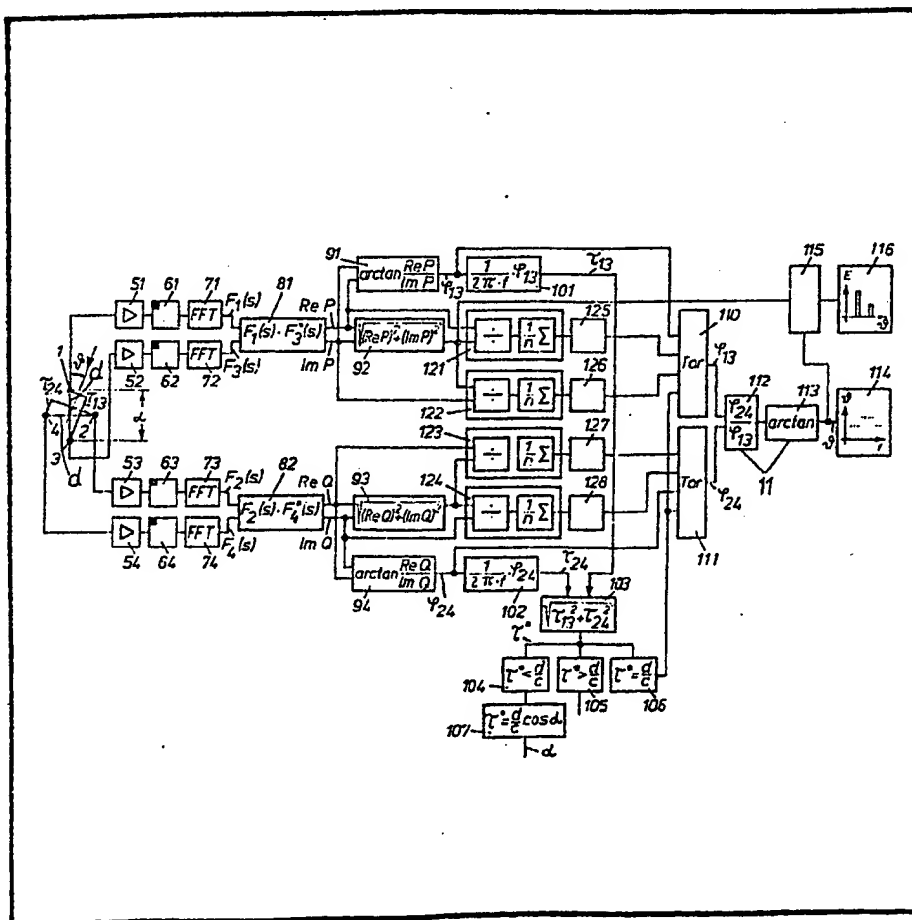 91
arctan Re P / Im P
φ13
1 / 2π·f · φ13
101
τ13
115
116
E
ϑ
51
61
71
F1(s)
81
Re P
FFT
F1(s)·F3*(s)
Im P
52
62
72
FFT
F3(s)
√(Re P)²+(Im P)²
92
÷
1/n Σ
125
121
÷
1/n Σ
126
122
110
Tor
φ13
112
φ24 / φ13
113
arctan
11
ϑ
114
ϑ
1
ϑ
d
τ24
τ13
α
4
2
3
d
123
÷
1/n Σ
127
124
÷
1/n Σ
128
Tor
φ24
111
53
63
73
FFT
F2(s)
82
F2(s)·F4*(s)
Re Q
Im Q
93
√(Re Q)²+(Im Q)²
54
64
74
FFT
F4(s)
arctan Re Q / Im Q
94
φ24
1 / 2π·f · φ24
102
τ24
103
√τ13²+τ24²
τ*
τ*<d/c
104
τ*>d/c
105
τ*=d/c
106
τ*=d/c cos α
107
α